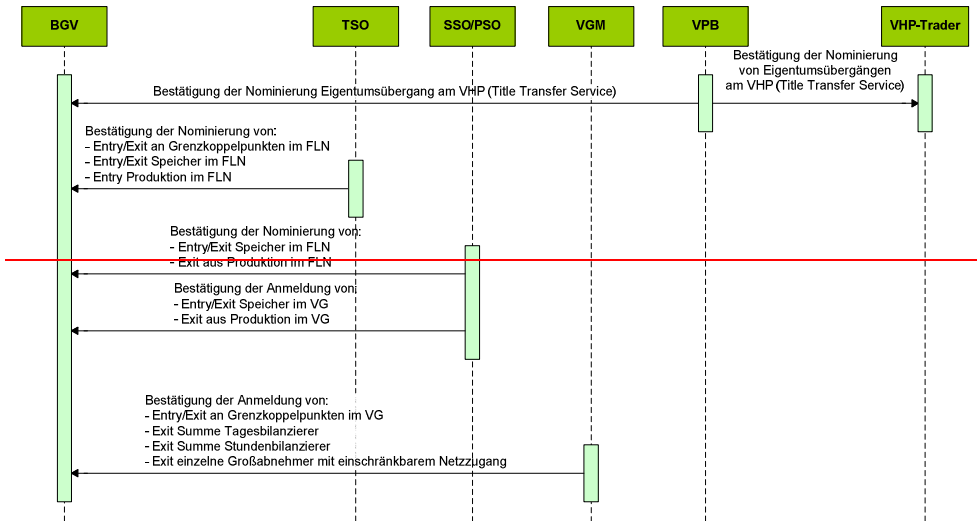 BGV TSO SSO/PSO VGM VPB VHP-Trader
Bestätigung der Nominierung
von Eigentumsübergängen
am VHP (Title Transfer Service)
Bestätigung der Nominierung Eigentumsübergang am VHP (Title Transfer Service)
Bestätigung der Nominierung von:
- Entry/Exit an Grenzkoppelpunkten im FLN
- Entry/Exit Speicher im FLN
- Entry Produktion im FLN
Bestätigung der Nominierung von:
- Entry/Exit Speicher im FLN
- Exit aus Produktion im FLN
Bestätigung der Anmeldung von:
- Entry/Exit Speicher im VG
- Exit aus Produktion im VG
Bestätigung der Anmeldung von:
- Entry/Exit an Grenzkoppelpunkten im VG
- Exit Summe Tagesbilanzierer
- Exit Summe Stundenbilanzierer
- Exit einzelne Großabnehmer mit einschränkbarem Netzzugang